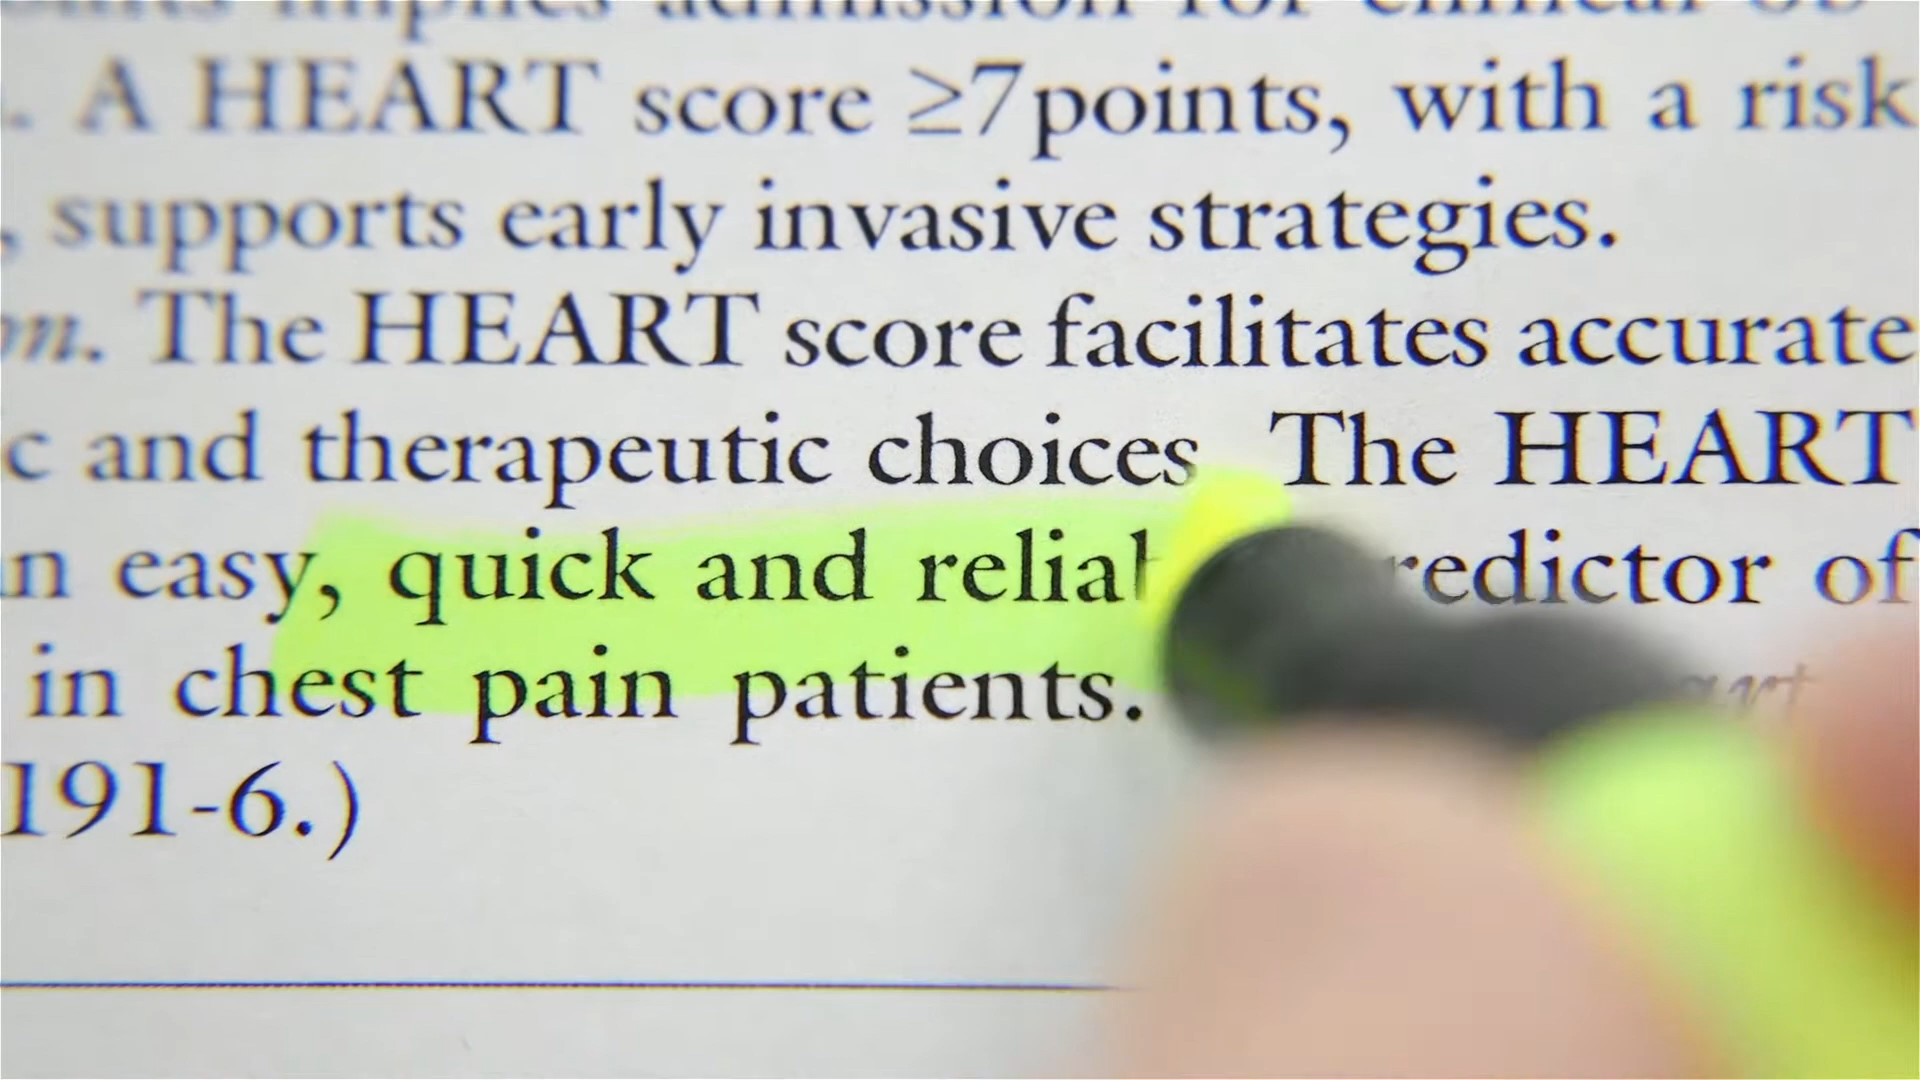 . A HEART score ≥7points, with a risk
, supports early invasive strategies.
. The HEART score facilitates accurate
c and therapeutic choices The HEART
n easy, quick and redictor of
in chest pain patients.
191-6.)